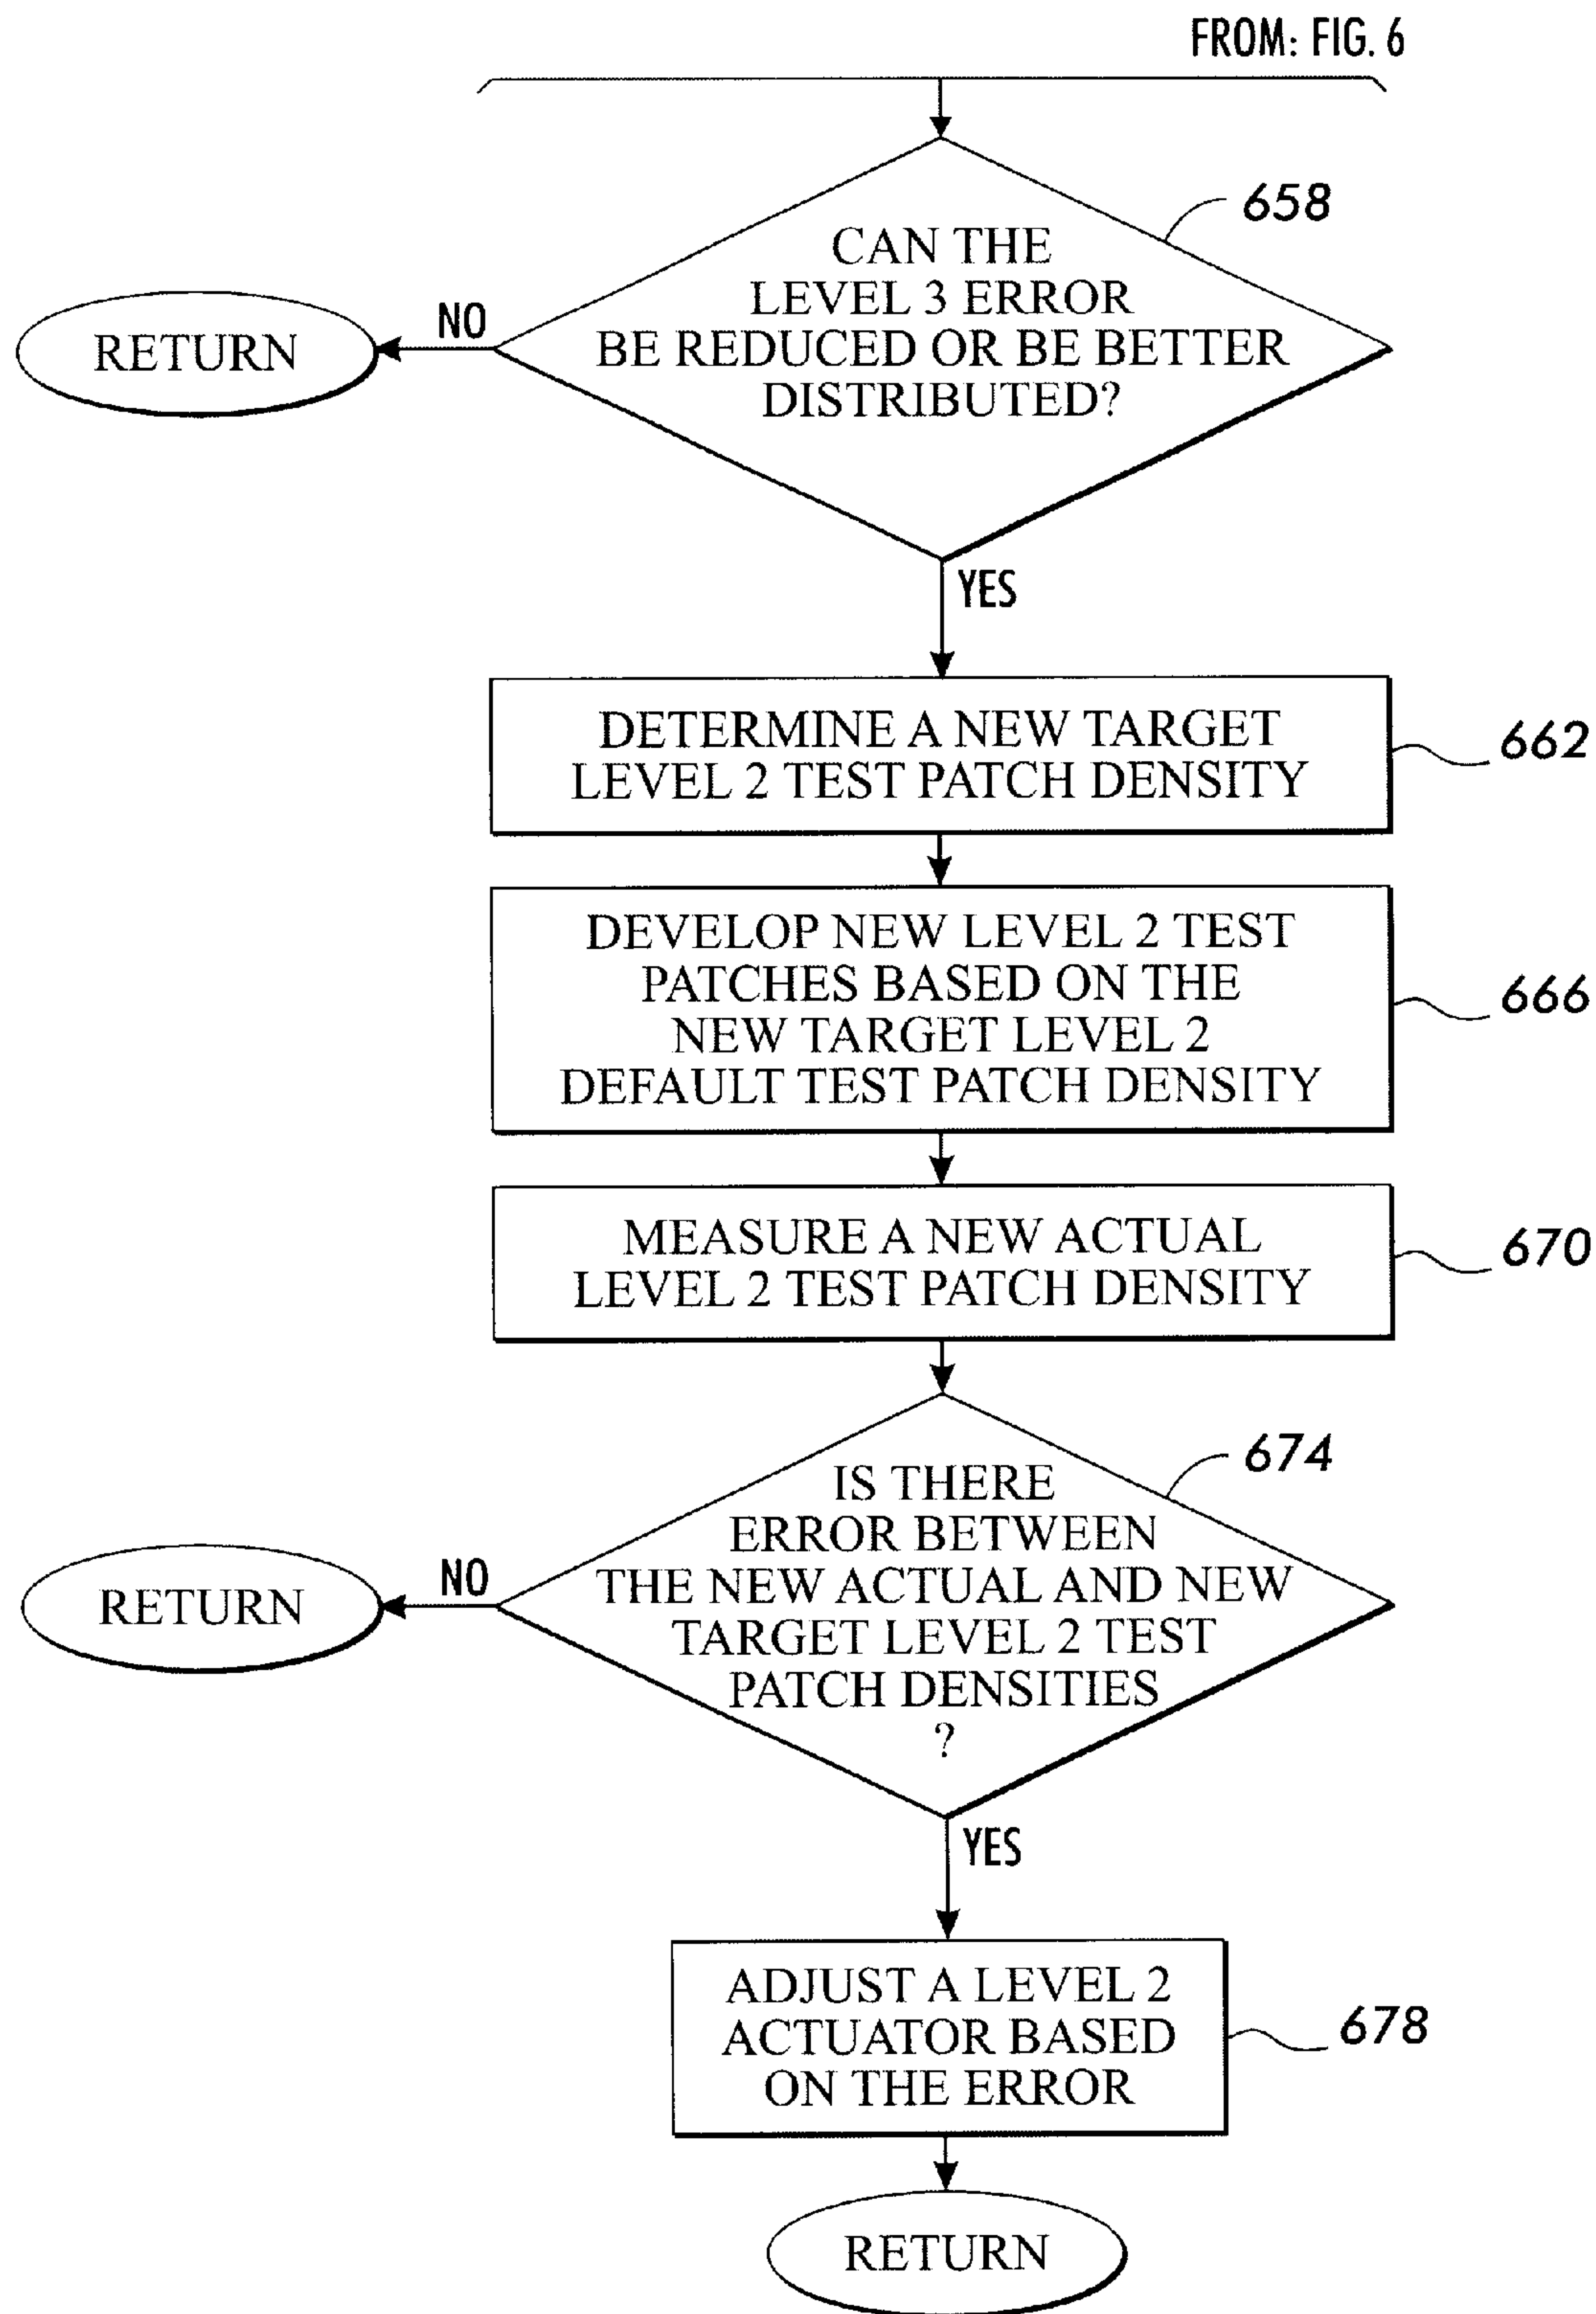 FROM: FIG. 6
658
CAN THE
LEVEL 3 ERROR
BE REDUCED OR BE BETTER
DISTRIBUTED?
NO
RETURN
YES
DETERMINE A NEW TARGET
LEVEL 2 TEST PATCH DENSITY
662
DEVELOP NEW LEVEL 2 TEST
PATCHES BASED ON THE
NEW TARGET LEVEL 2
DEFAULT TEST PATCH DENSITY
666
MEASURE A NEW ACTUAL
LEVEL 2 TEST PATCH DENSITY
670
674
IS THERE
ERROR BETWEEN
THE NEW ACTUAL AND NEW
TARGET LEVEL 2 TEST
PATCH DENSITIES
?
NO
RETURN
YES
ADJUST A LEVEL 2
ACTUATOR BASED
ON THE ERROR
678
RETURN